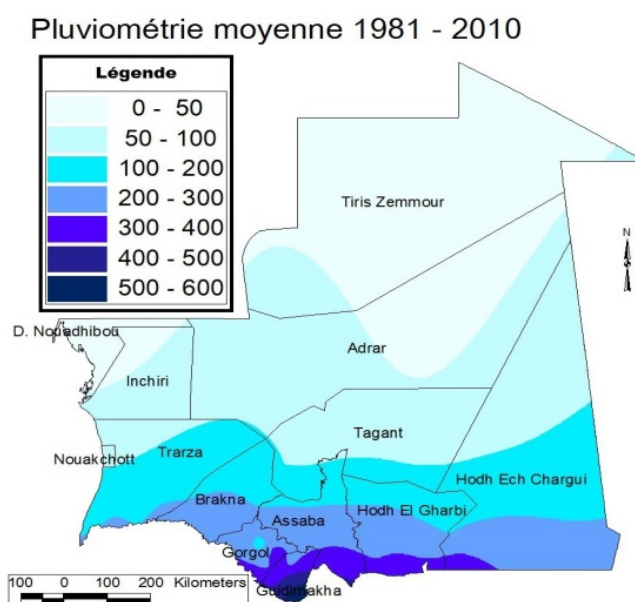 Pluviométrie moyenne 1981 - 2010
Légende
0 - 50
50 - 100
100 - 200
200 - 300
300 - 400
400 - 500
500 - 600
Tiris Zemmour
N
D. Nouadhibou
Adrar
Inchiri
Tagant
Nouakchott
Trarza
Hodh Ech Chargui
Brakna
Hodh El Gharbi
Assaba
Gorgol
100 0 100 200 Kilometers
Guidimakha